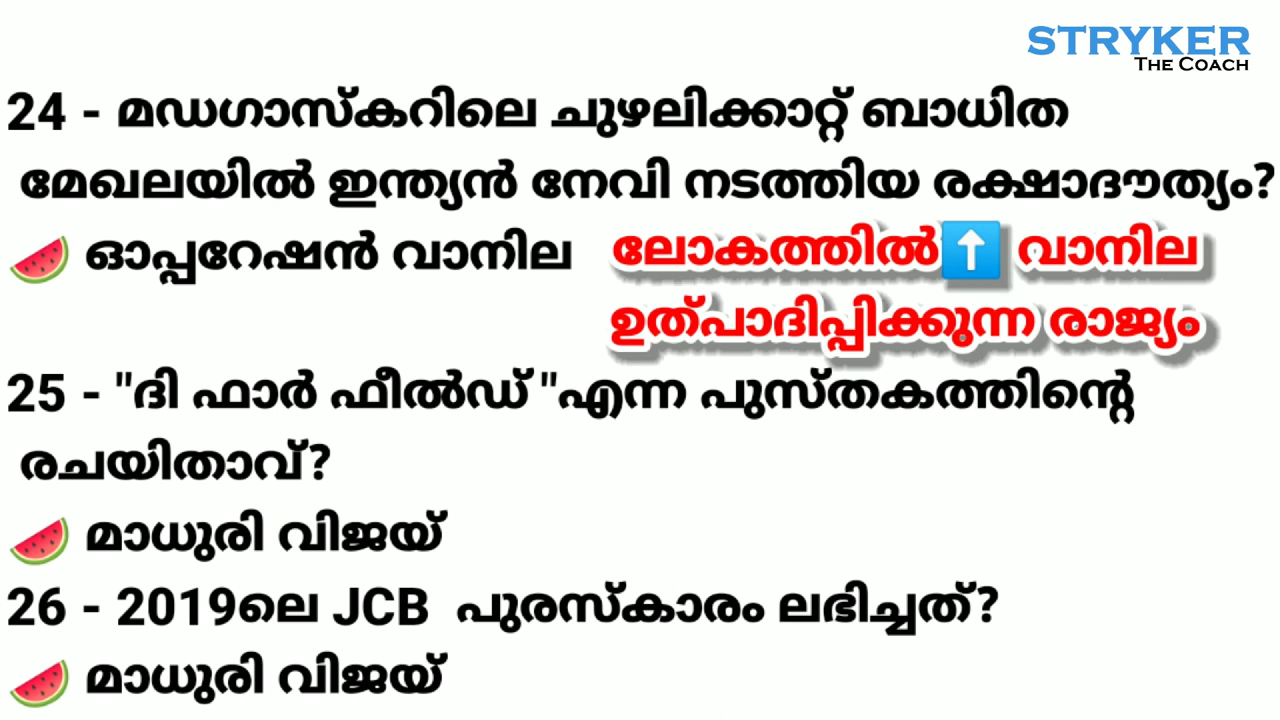 STRYKER
THE COACH
24 - മഡഗാസ്കറിലെ ചുഴലിക്കാറ്റ് ബാധിത
മേഖലയിൽ ഇന്ത്യൻ നേവി നടത്തിയ രക്ഷാദൗത്യം?
🍉 ഓപ്പറേഷൻ വാനില
ലോകത്തിൽ⬆️ വാനില
ഉത്പാദിപ്പിക്കുന്ന രാജ്യം
25 - "ദി ഫാർ ഫീൽഡ് "എന്ന പുസ്തകത്തിന്റെ
രചയിതാവ്?
🍉 മാധുരി വിജയ്
26 - 2019ലെ JCB പുരസ്കാരം ലഭിച്ചത്?
🍉 മാധുരി വിജയ്